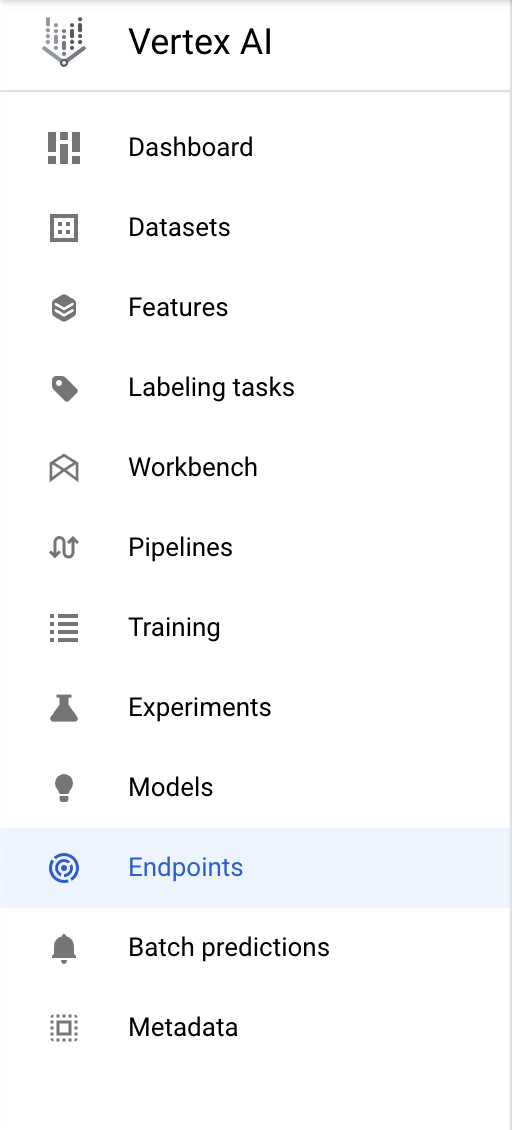 Vertex AI
Dashboard
Datasets
Features
Labeling tasks
Workbench
Pipelines
Training
Experiments
Models
Endpoints
Batch predictions
Metadata